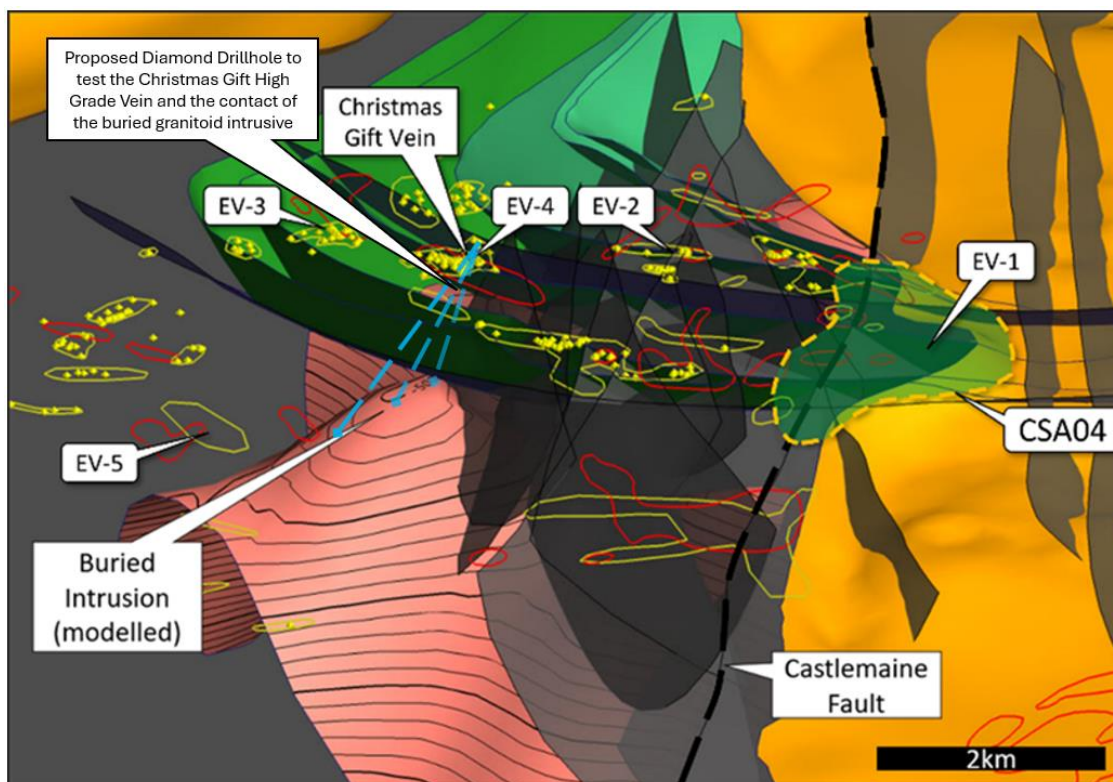 Proposed Diamond Drillhole to
test the Christmas Gift High
Grade Vein and the contact of
the buried granitoid intrusive
Christmas
Gift Vein
EV-3
EV-4
EV-2
EV-1
CSA04
EV-5
Buried
Intrusion
(modelled)
Castlemaine
Fault
2km